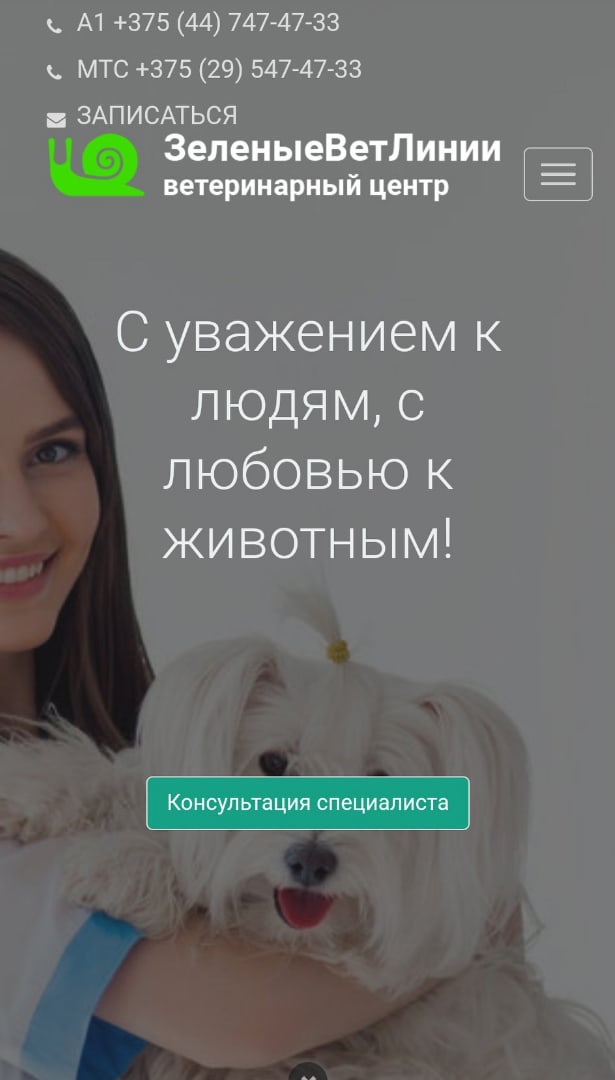 A1 +375 (44) 747-47-33
МТС +375 (29) 547-47-33
ЗАПИСАТЬСЯ
ЗеленыеВетЛинии
ветеринарный центр
С уважением к
людям, с
любовью к
животным!
Консультация специалиста